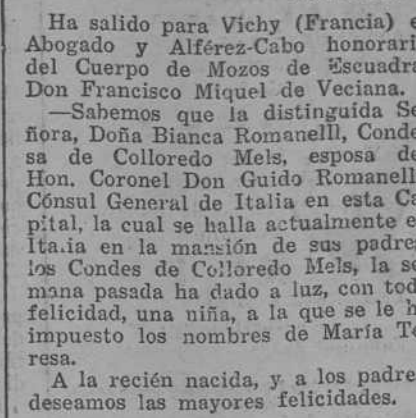 Ha salido para Vichy (Francia) e
Abogado y Alférez-Cabo honorari
del Cuerpo de Mozos de Escuadra
Don Francisco Miquel de Veciana.
—Sabemos que la distinguida Se
ñora, Doña Bianca Romanelll, Conde
sa de Colloredo Mels, esposa de
Hon. Coronel Don Guido Romanell
Cónsul General de Italia en esta Ca
pital, la cual se halla actualmente e
Ita.ia en la mansión de sus padre
los Condes de Colloredo Mels, la se
mana pasada ha dado a luz, con tod
felicidad, una niña, a la que se le h
impuesto los nombres de María Te
resa.
A la recién nacida, y a los padre
deseamos las mayores felicidades.